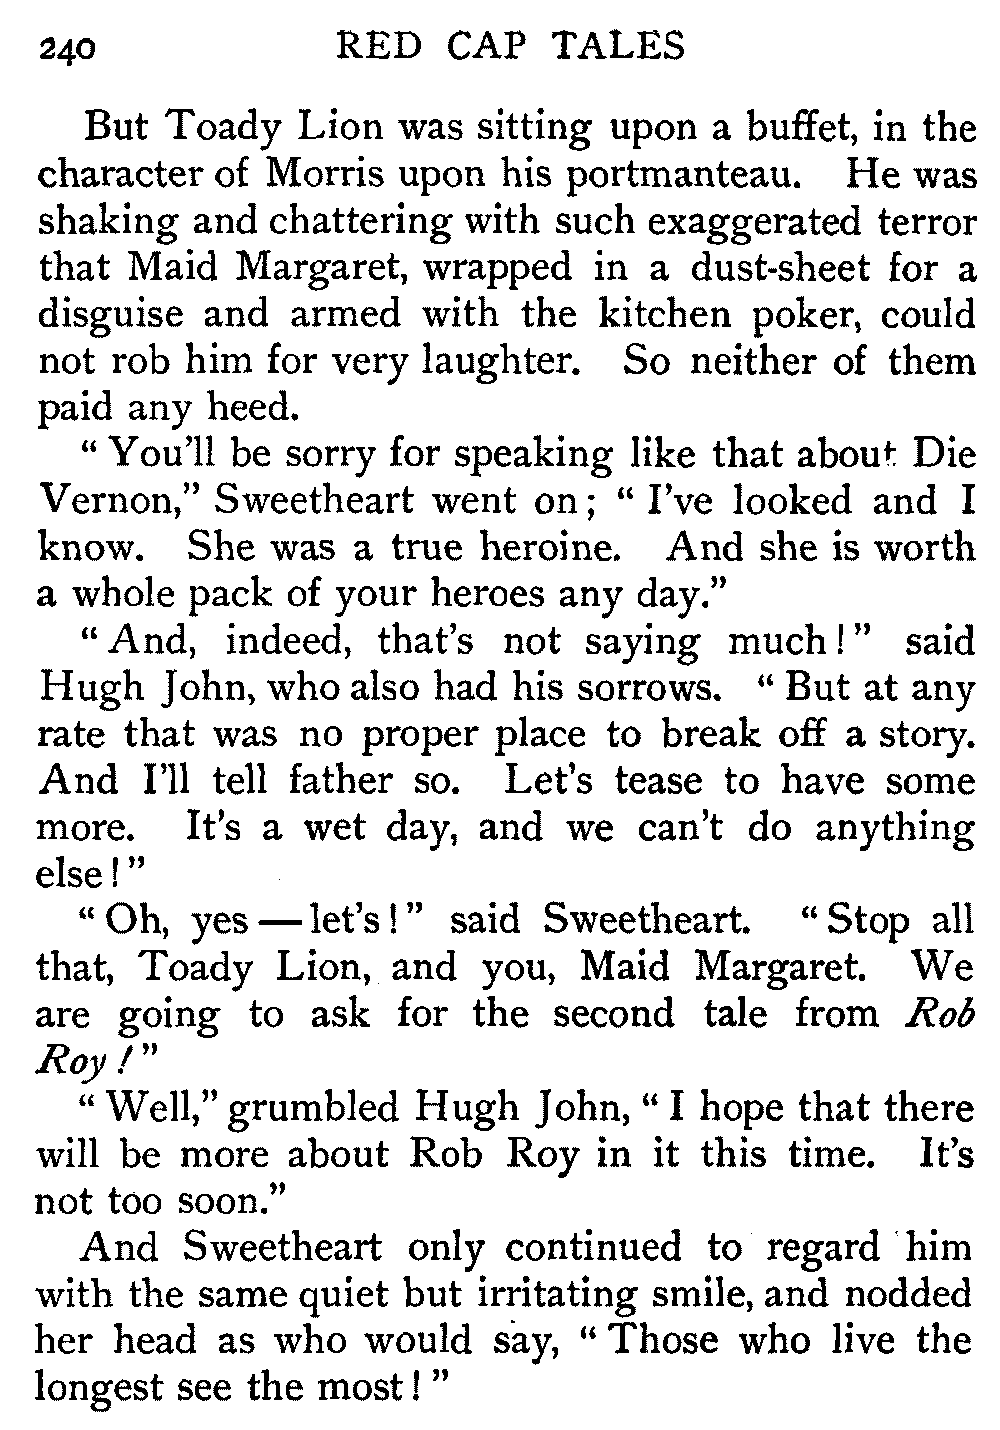 240 RED CAP TALES
But Toady Lion was sitting upon a buffet, in the
character of Morris upon his portmanteau. He was
shaking and chattering with such exaggerated terror
that Maid Margaret, wrapped in a dust-sheet for a
disguise and armed with the kitchen poker, could
not rob him for very laughter. So neither of them
paid any heed.
“ You’ll be sorry for speaking like that about Die
Vernon,” Sweetheart went on ; “ I’ve looked and I
know. She was a true heroine. And she is worth
a whole pack of your heroes any day.”
“ And, indeed, that’s not saying much ! ” said
Hugh John, who also had his sorrows. “ But at any
rate that was no proper place to break off a story.
And I’ll tell father so. Let’s tease to have some
more. It’s a wet day, and we can’t do anything
else ! ”
“ Oh, yes — let’s ! ” said Sweetheart. “ Stop all
that, Toady Lion, and you, Maid Margaret. We
are going to ask for the second tale from Rob
Roy ! ”
“ Well,” grumbled Hugh John, “ I hope that there
will be more about Rob Roy in it this time. It’s
not too soon.”
And Sweetheart only continued to regard him
with the same quiet but irritating smile, and nodded
her head as who would say, “ Those who live the
longest see the most ! ”